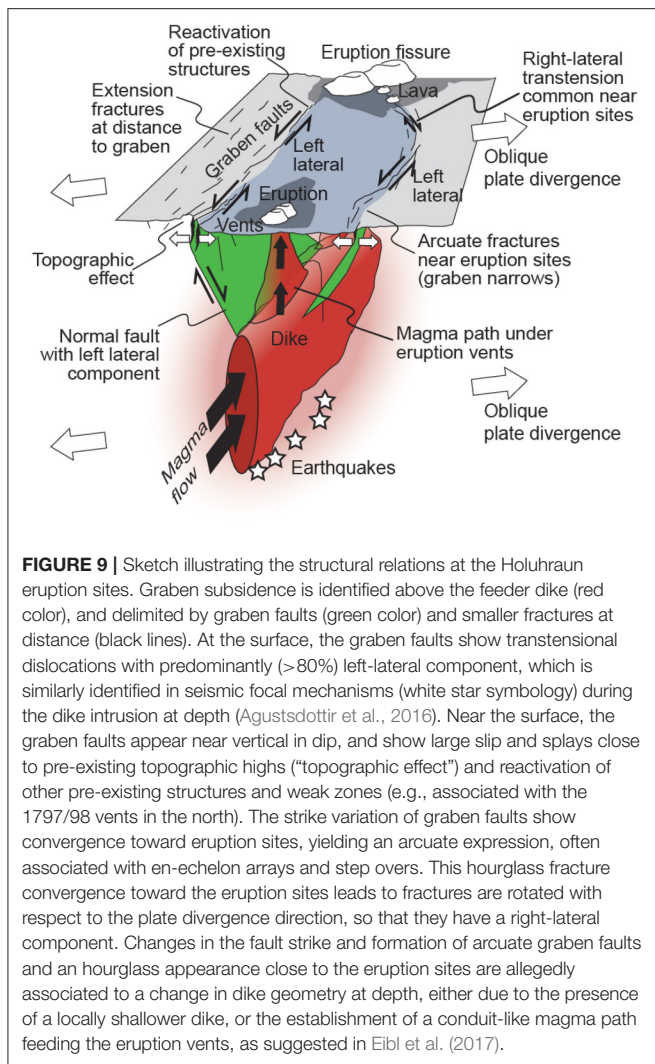 Reactivation
of pre-existing
structures
Eruption fissure
Right-lateral
transtension
common near
eruption sites
Extension
fractures
at distance
to graben
Lava
Graben faults
Left
lateral
Oblique
plate divergence
Eruption
Left
lateral
Vents
Topographic
effect
Arcuate fractures
near eruption sites
(graben narrows)
Normal fault
with left lateral
component
Dike
Magma path under
eruption vents
Oblique
plate divergence
Magma
flow
Earthquakes
FIGURE 9 | Sketch illustrating the structural relations at the Holuhraun
eruption sites. Graben subsidence is identified above the feeder dike (red
color), and delimited by graben faults (green color) and smaller fractures at
distance (black lines). At the surface, the graben faults show transtensional
dislocations with predominantly (>80%) left-lateral component, which is
similarly identified in seismic focal mechanisms (white star symbology) during
the dike intrusion at depth (Agustsdottir et al., 2016). Near the surface, the
graben faults appear near vertical in dip, and show large slip and splays close
to pre-existing topographic highs (“topographic effect”) and reactivation of
other pre-existing structures and weak zones (e.g., associated with the
1797/98 vents in the north). The strike variation of graben faults show
convergence toward eruption sites, yielding an arcuate expression, often
associated with en-echelon arrays and step overs. This hourglass fracture
convergence toward the eruption sites leads to fractures are rotated with
respect to the plate divergence direction, so that they have a right-lateral
component. Changes in the fault strike and formation of arcuate graben faults
and an hourglass appearance close to the eruption sites are allegedly
associated to a change in dike geometry at depth, either due to the presence
of a locally shallower dike, or the establishment of a conduit-like magma path
feeding the eruption vents, as suggested in Eibl et al. (2017).